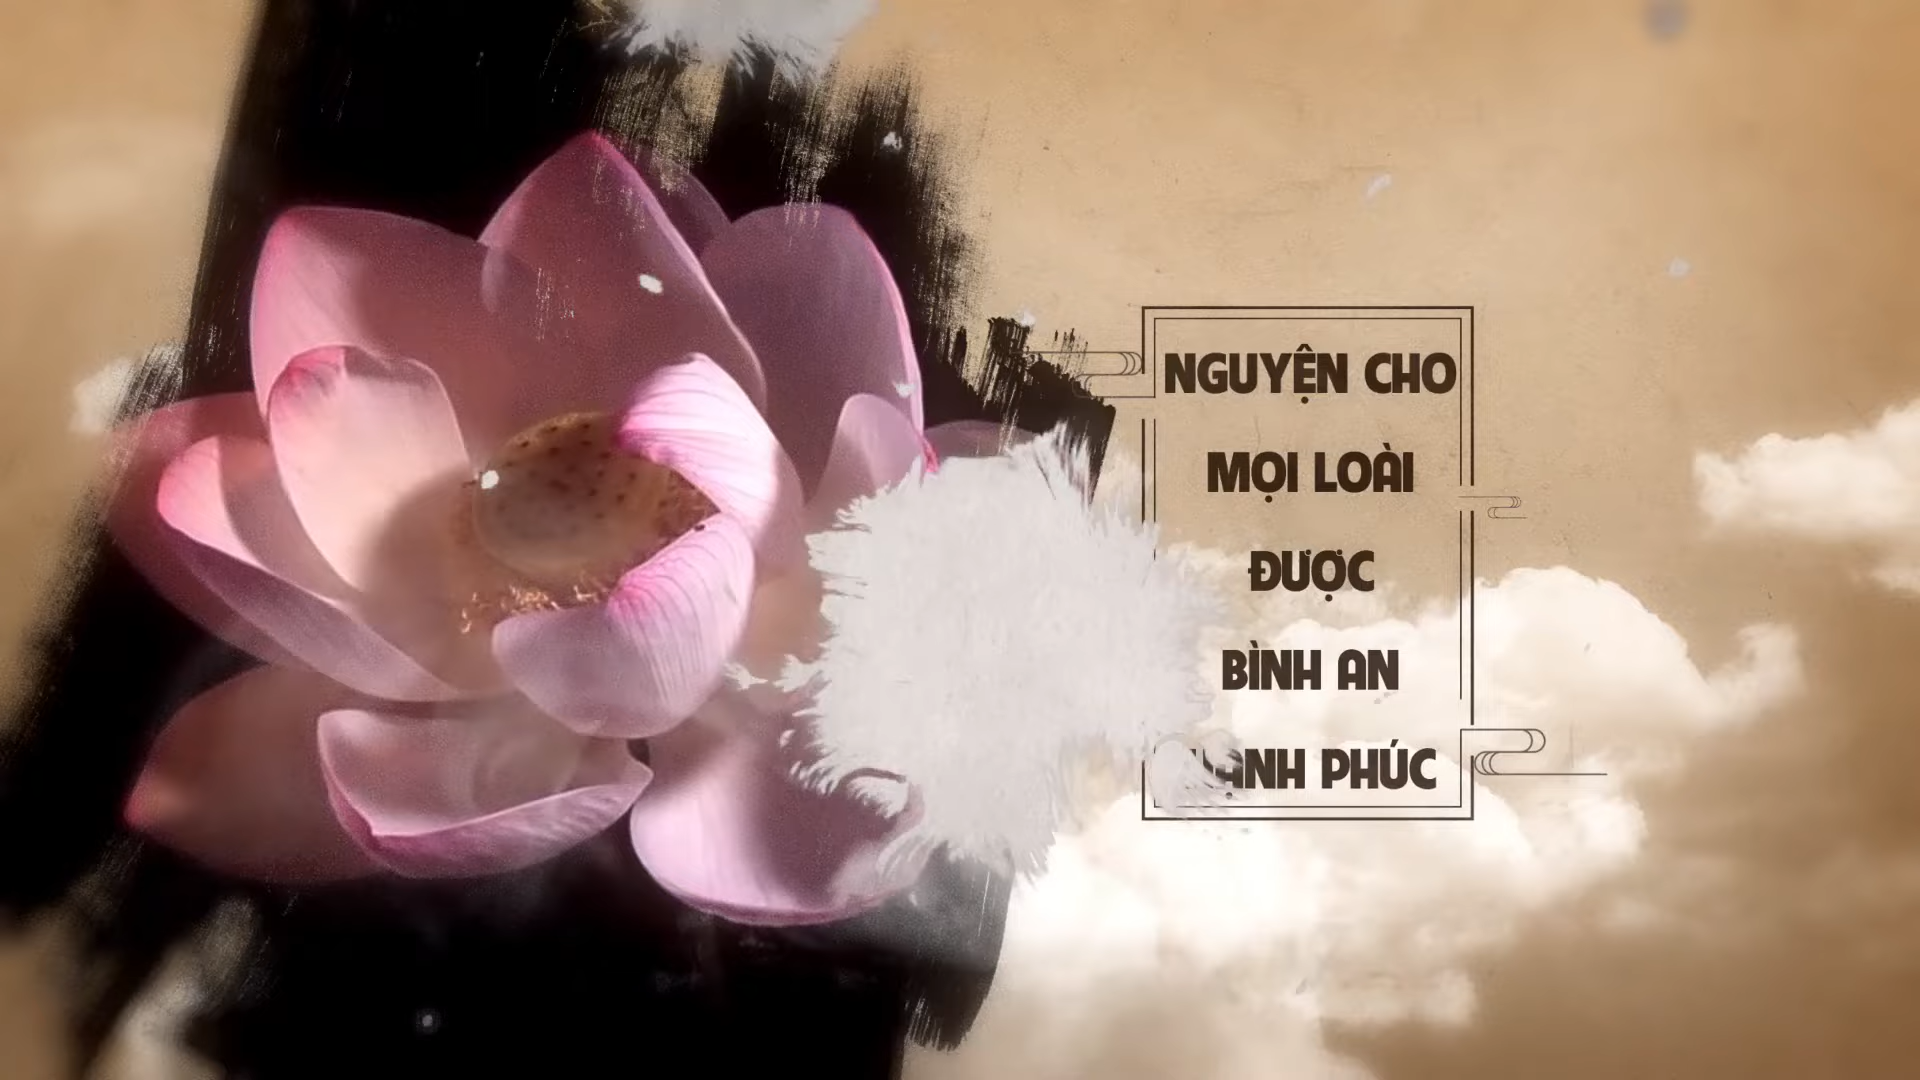 NGUYỆN CHO
MỌI LOÀI
ĐƯỢC
BÌNH AN
PHÚC